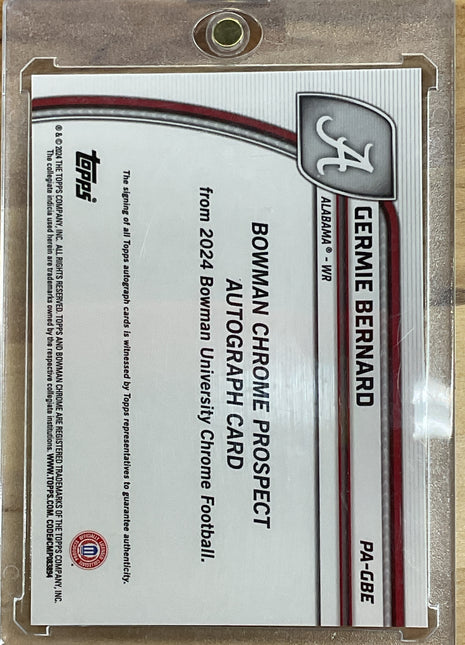 A
GERMIE BERNARD
PA-GBE
ALABAMA® - WR
BOWMAN CHROME PROSPECT
AUTOGRAPH CARD
from 2024 Bowman University Chrome Football.
The signing of all Topps autograph cards is witnessed by Topps representatives to guarantee authenticity.
topps
® & © 2024 THE TOPPS COMPANY, INC. ALL RIGHTS RESERVED. TOPPS AND BOWMAN CHROME ARE REGISTERED TRADEMARKS OF THE TOPPS COMPANY, INC.
The collegiate indicia used herein are trademarks owned by the respective collegiate institutions. WWW.TOPPS.COM. CODE#CMP083894